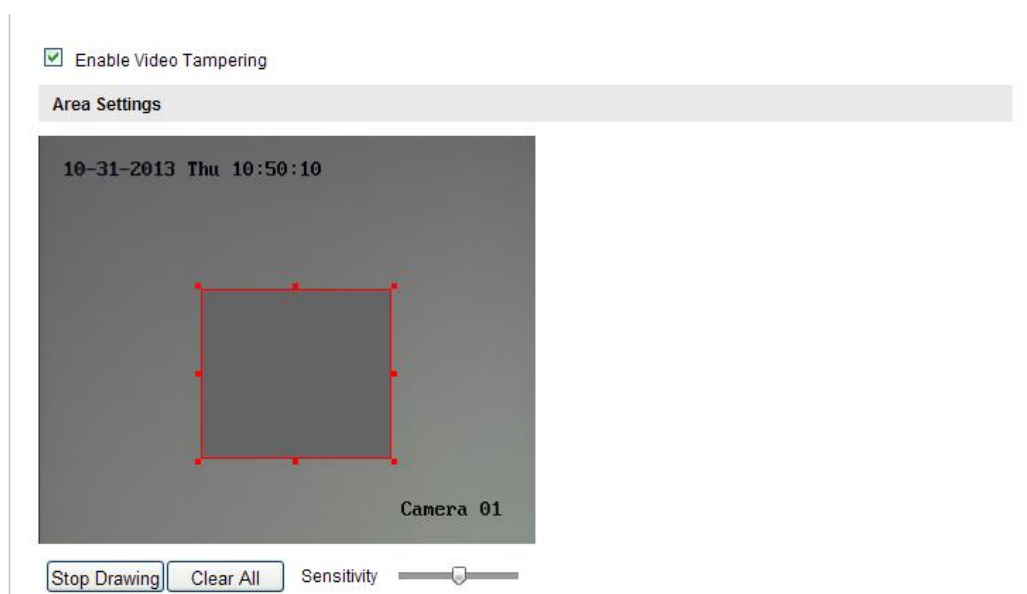 Enable Video Tampering
Area Settings
10-31-2013 Thu 10:50:10
Camera 01
Stop Drawing Clear All Sensitivity